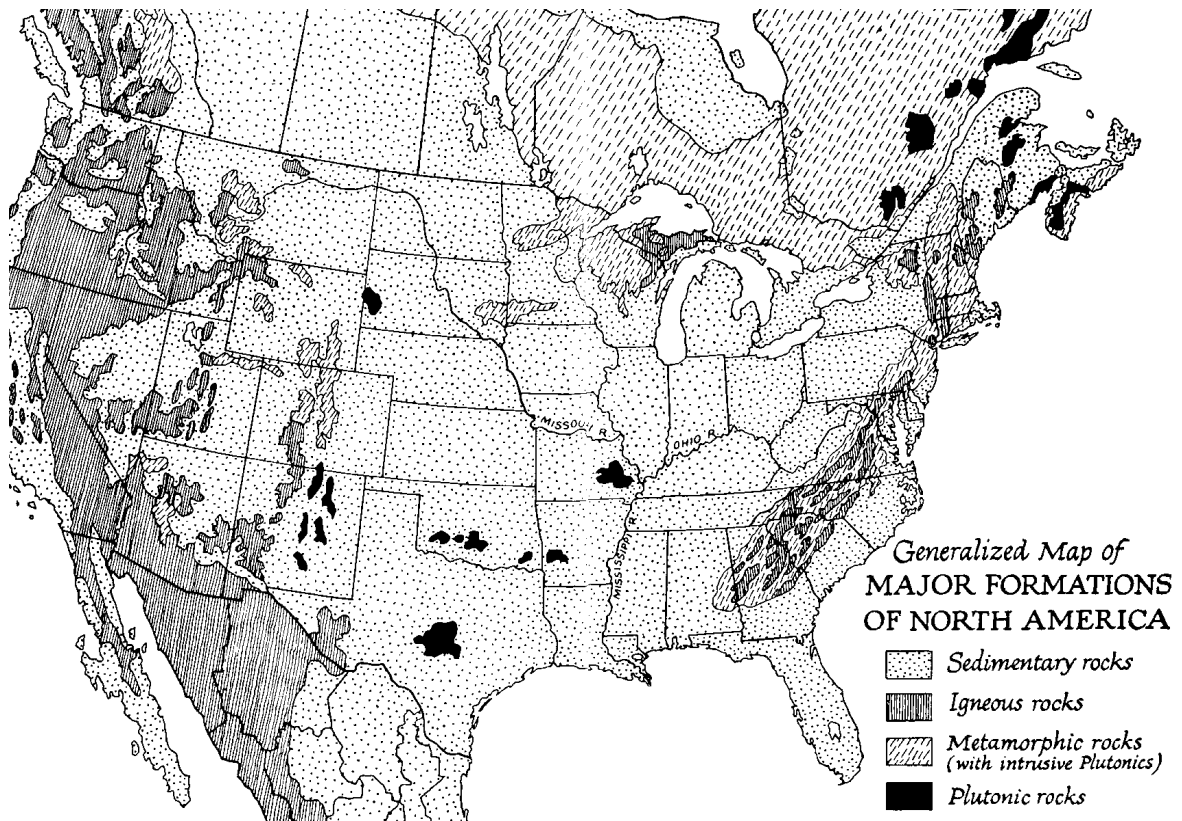 MISSOURI R.
OHIO R.
MISSISSIPPI R.
Generalized Map of
MAJOR FORMATIONS
OF NORTH AMERICA
Sedimentary rocks
Igneous rocks
Metamorphic rocks
(with intrusive Plutonics)
Plutonic rocks